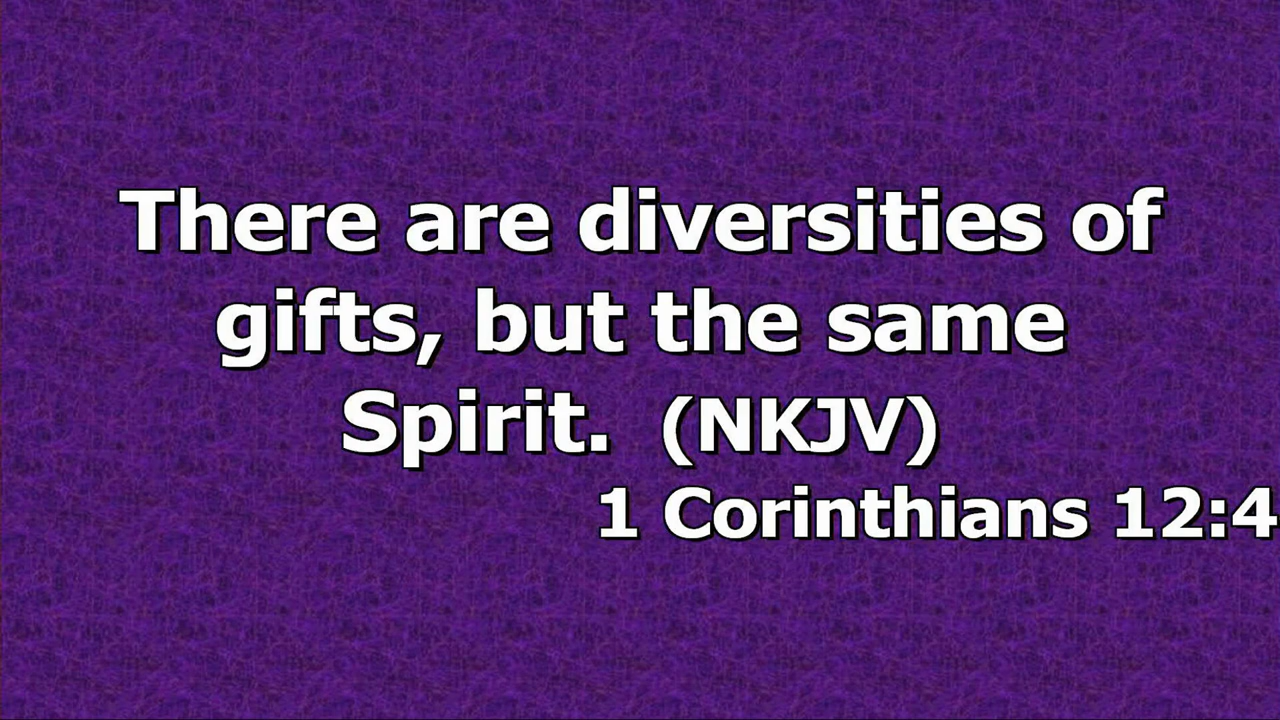 There are diversities of
gifts, but the same
Spirit. (NKJV)
1 Corinthians 12:4